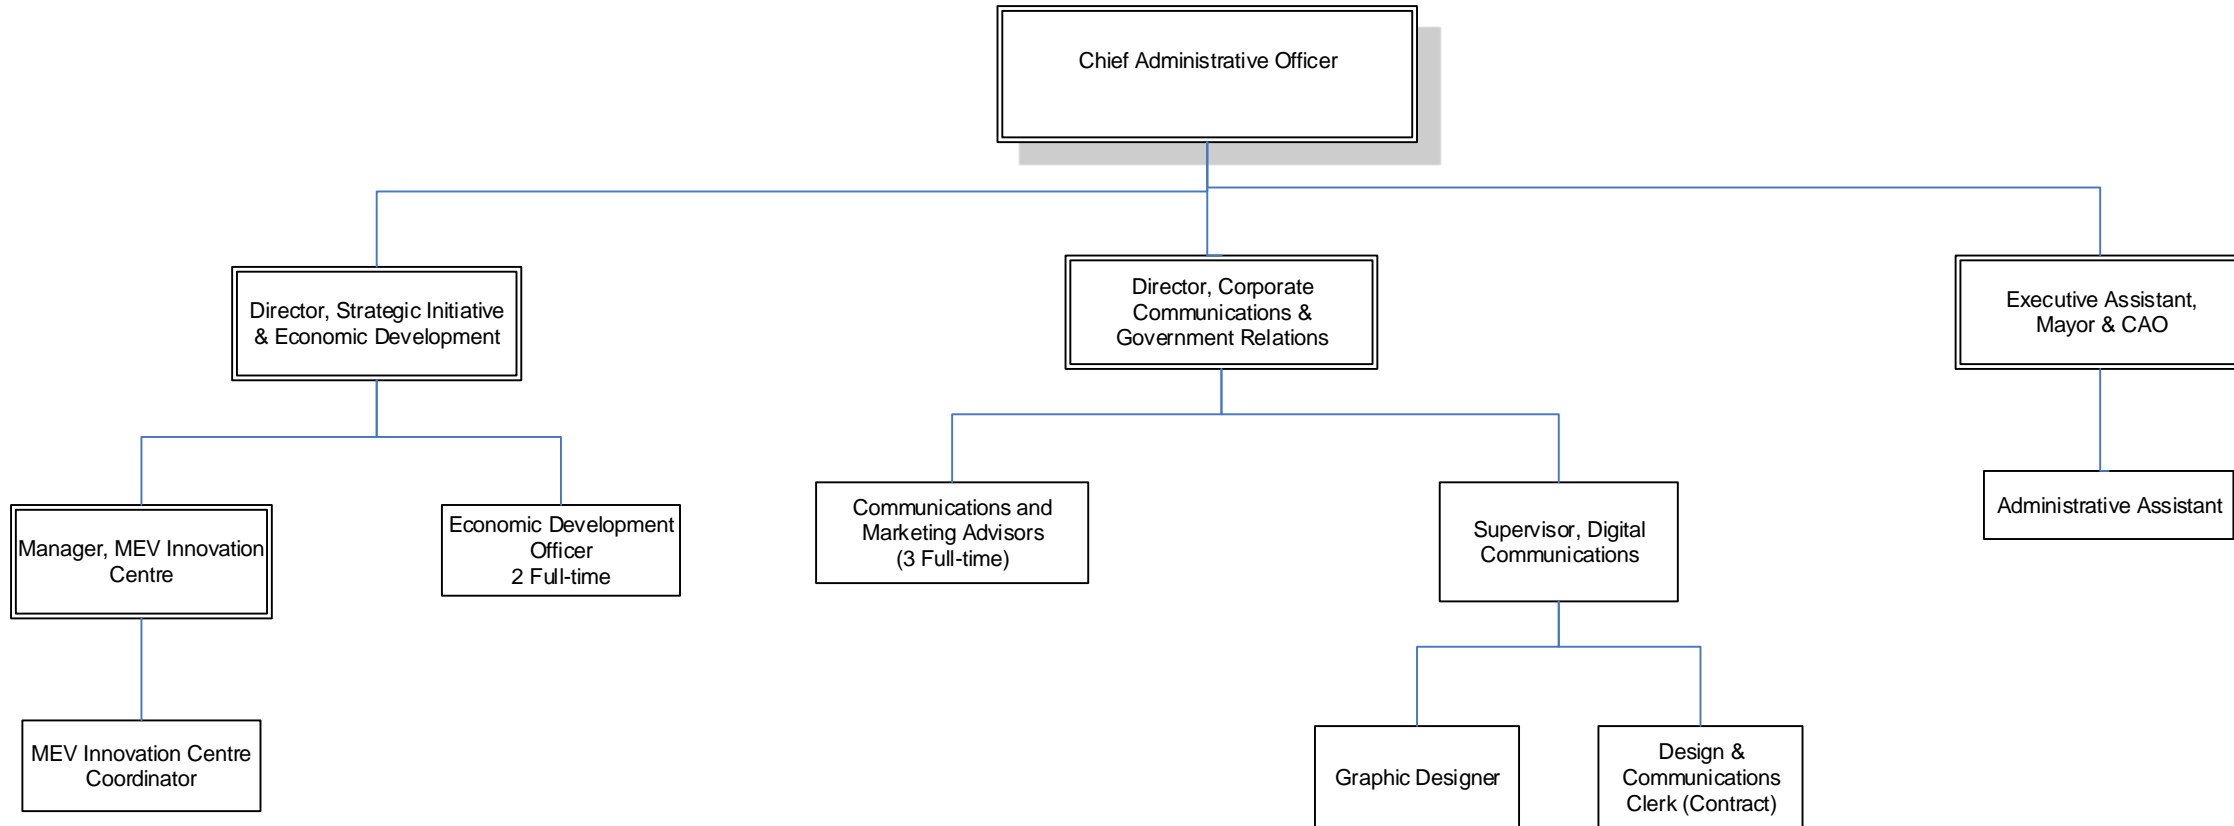 Chief Administrative Officer
Director, Strategic Initiative
& Economic Development
Director, Corporate
Communications &
Government Relations
Executive Assistant,
Mayor & CAO
Manager, MEV Innovation
Centre
Economic Development
Officer
2 Full-time
Communications and
Marketing Advisors
(3 Full-time)
Supervisor, Digital
Communications
Administrative Assistant
MEV Innovation Centre
Coordinator
Graphic Designer
Design &
Communications
Clerk (Contract)